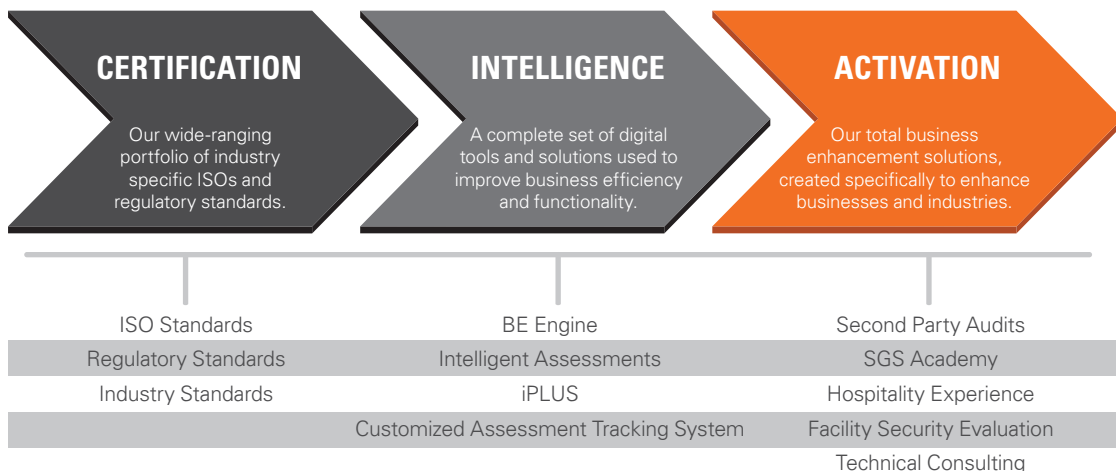 CERTIFICATION
Our wide-ranging
portfolio of industry
specific ISOs and
regulatory standards.
INTELLIGENCE
A complete set of digital
tools and solutions used to
improve business efficiency
and functionality.
ACTIVATION
Our total business
enhancement solutions,
created specifically to enhance
businesses and industries.
ISO Standards
Regulatory Standards
Industry Standards
BE Engine
Intelligent Assessments
iPLUS
Customized Assessment Tracking System
Second Party Audits
SGS Academy
Hospitality Experience
Facility Security Evaluation
Technical Consulting